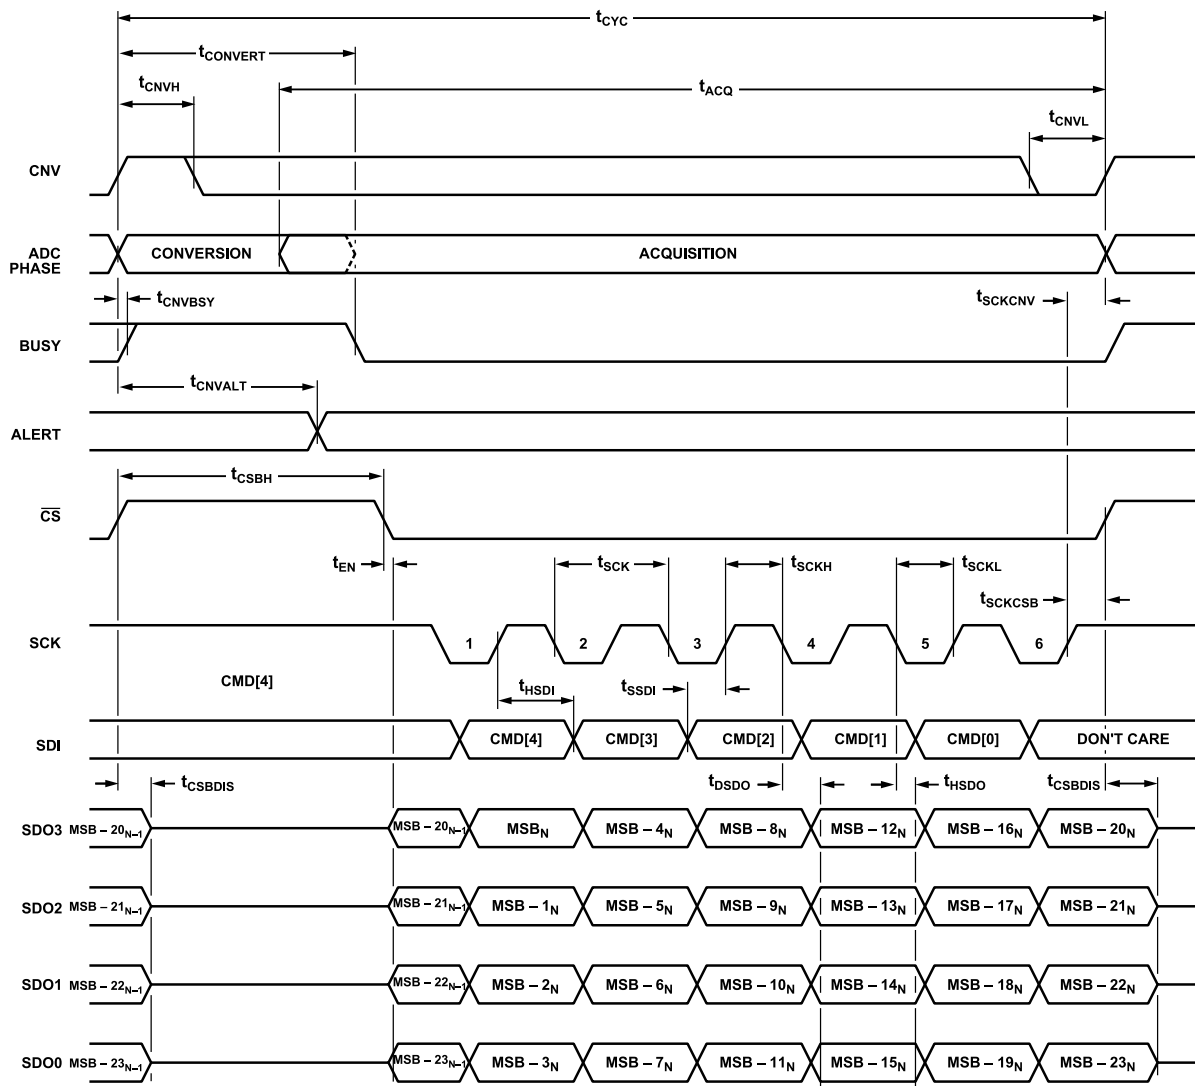 tCYC
tCONVERT
tCNVH
tACQ
tCNVL
CNV
ADC PHASE
CONVERSION
ACQUISITION
tCNVBSY
tSCKCNV
BUSY
tCNVALT
ALERT
tCSBH
CS
tEN
tSCK
tSCKH
tSCKL
tSCKCSB
SCK
1 2 3 4 5 6
CMD[4]
tHSDI
tSSDI
SDI
CMD[4] CMD[3] CMD[2] CMD[1] CMD[0] DON'T CARE
tCSBDIS
tDSDO
tHSDO
tCSBDIS
SDO3 MSB – 20N–1 MSB – 20N–1 MSBN MSB – 4N MSB – 8N MSB – 12N MSB – 16N MSB – 20N
SDO2 MSB – 21N–1 MSB – 21N–1 MSB – 1N MSB – 5N MSB – 9N MSB – 13N MSB – 17N MSB – 21N
SDO1 MSB – 22N–1 MSB – 22N–1 MSB – 2N MSB – 6N MSB – 10N MSB – 14N MSB – 18N MSB – 22N
SDO0 MSB – 23N–1 MSB – 23N–1 MSB – 3N MSB – 7N MSB – 11N MSB – 15N MSB – 19N MSB – 23N